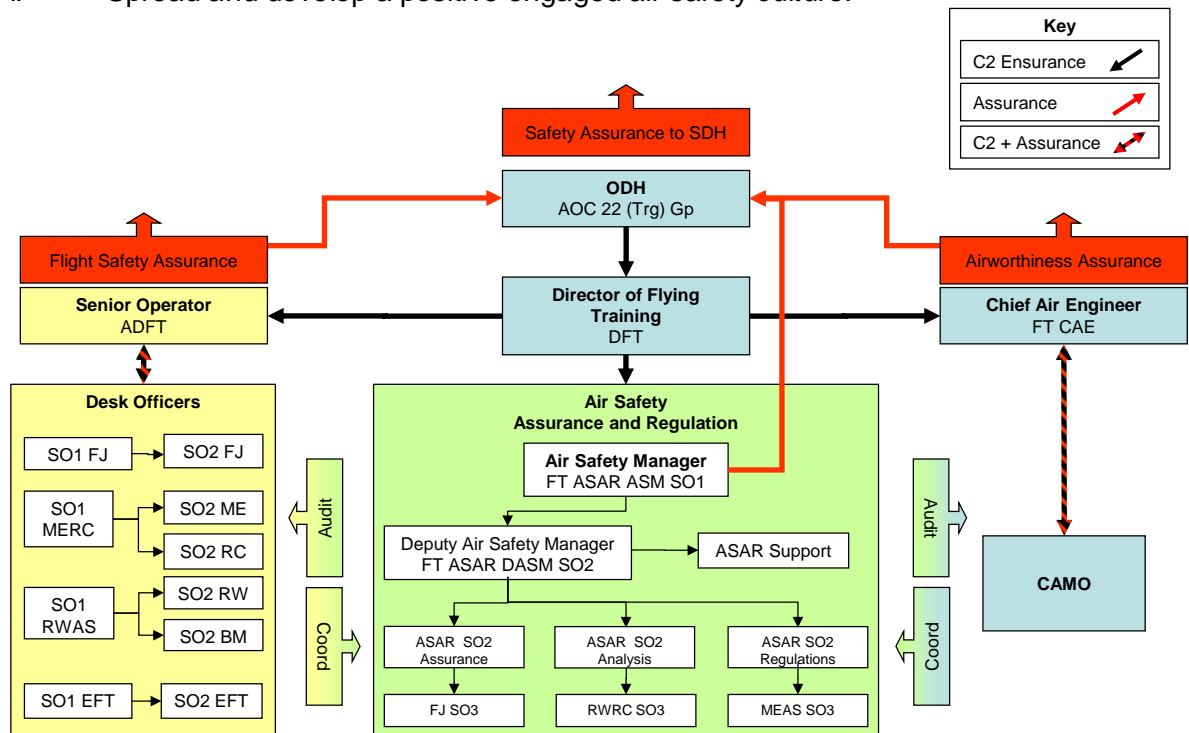 Spread and develop a positive engaged air safety culture.
Key
C2 Ensurance
Assurance
C2 + Assurance
Safety Assurance to SDH
ODH
AOC 22 (Trg) Gp
Flight Safety Assurance
Airworthiness Assurance
Senior Operator
ADFT
Director of Flying
Training
DFT
Chief Air Engineer
FT CAE
Desk Officers
SO1 FJ
SO2 FJ
SO1
MERC
SO2 ME
SO2 RC
SO1
RWAS
SO2 RW
SO2 BM
SO1 EFT
SO2 EFT
Audit
Coord
Air Safety
Assurance and Regulation
Air Safety Manager
FT ASAR ASM SO1
Deputy Air Safety Manager
FT ASAR DASM SO2
ASAR Support
ASAR SO2
Assurance
ASAR SO2
Analysis
ASAR SO2
Regulations
FJ SO3
RWRC SO3
MEAS SO3
Audit
Coord
CAMO